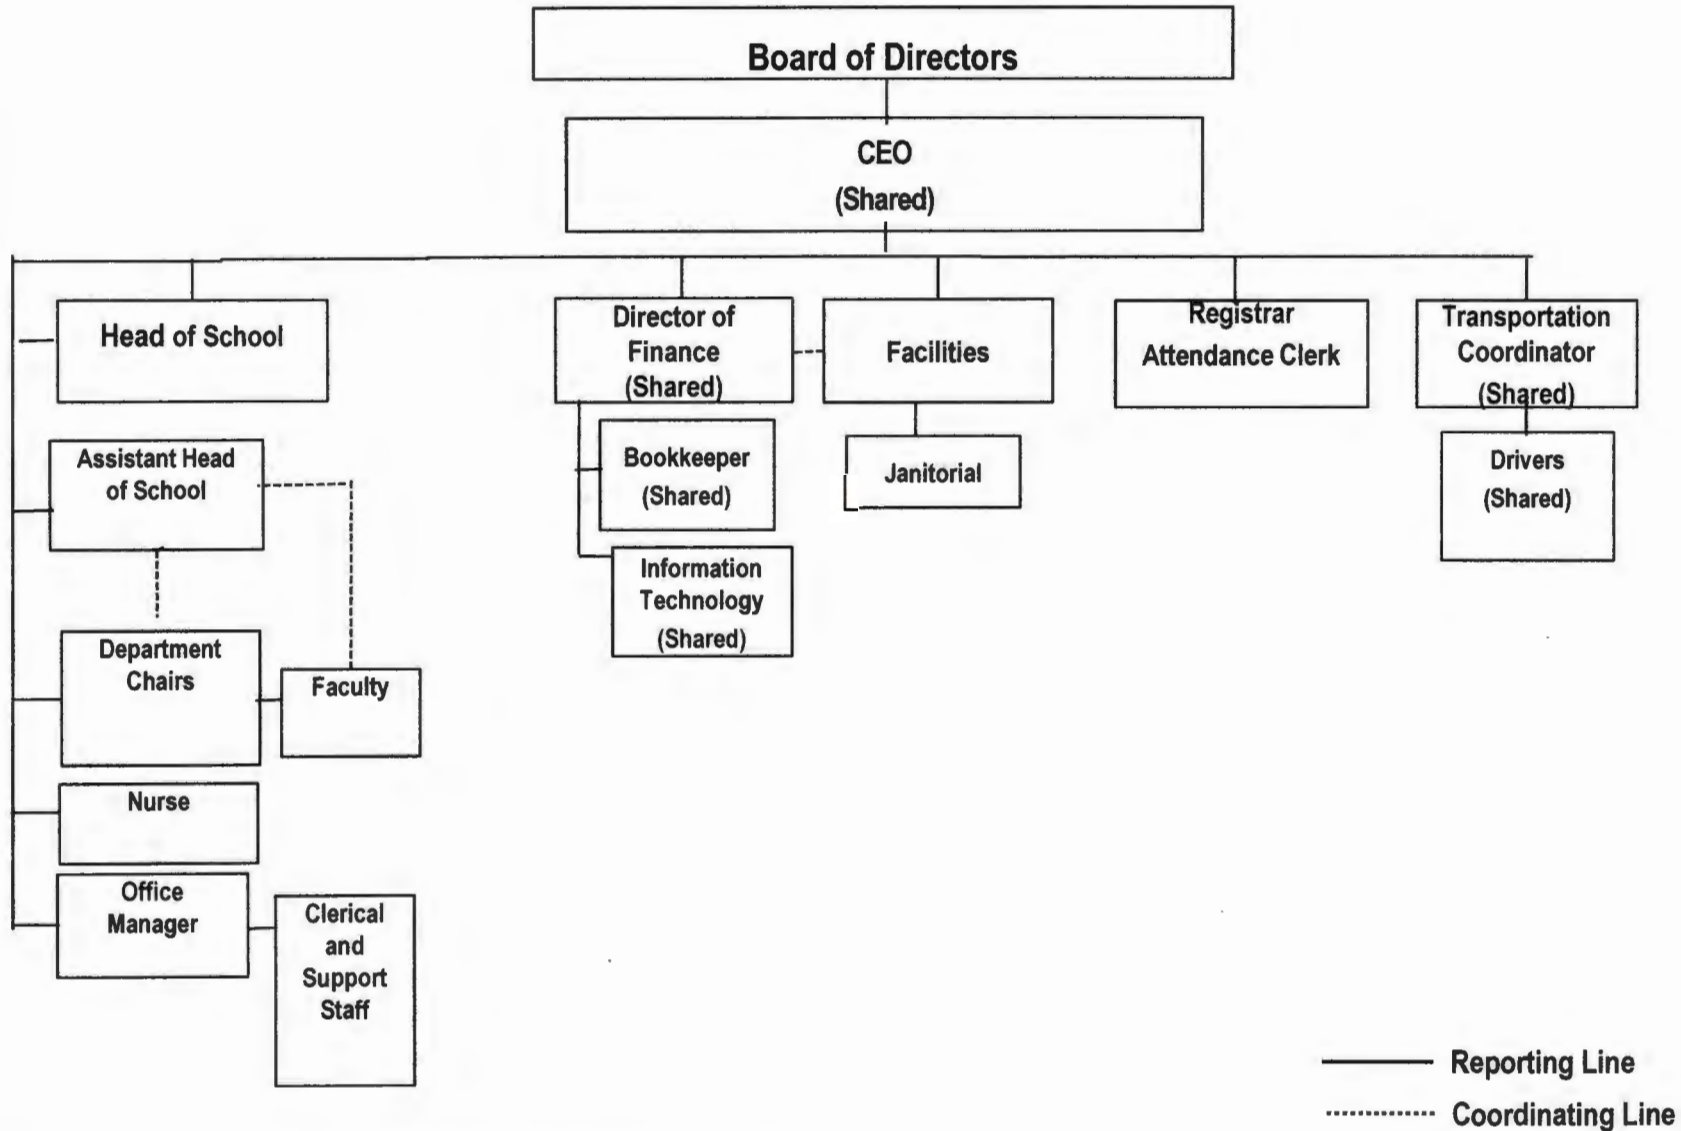 Board of Directors
CEO
(Shared)
Head of School
Director of
Finance
(Shared)
Facilities
Registrar
Attendance Clerk
Transportation
Coordinator
(Shared)
Assistant Head
of School
Bookkeeper
(Shared)
Janitorial
Drivers
(Shared)
Information
Technology
(Shared)
Department
Chairs
Faculty
Nurse
Office
Manager
Clerical
and
Support
Staff
Reporting Line
Coordinating Line